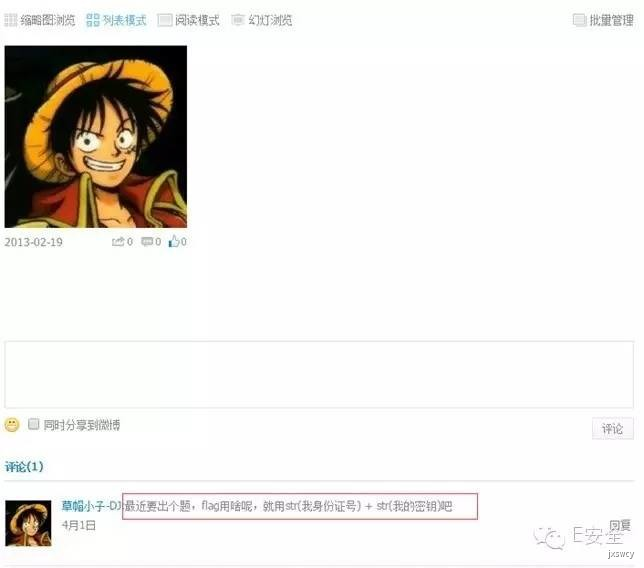 缩略图浏览 列表模式 阅读模式 幻灯浏览 批量管理
2013-02-19 0 0 0
同时分享到微博 评论
评论(1)
草帽小子-DJ:最近要出个题，flag用啥呢，就用str(我身份证号) + str(我的密钥)吧
4月1日 回复
E安全
jxswcy